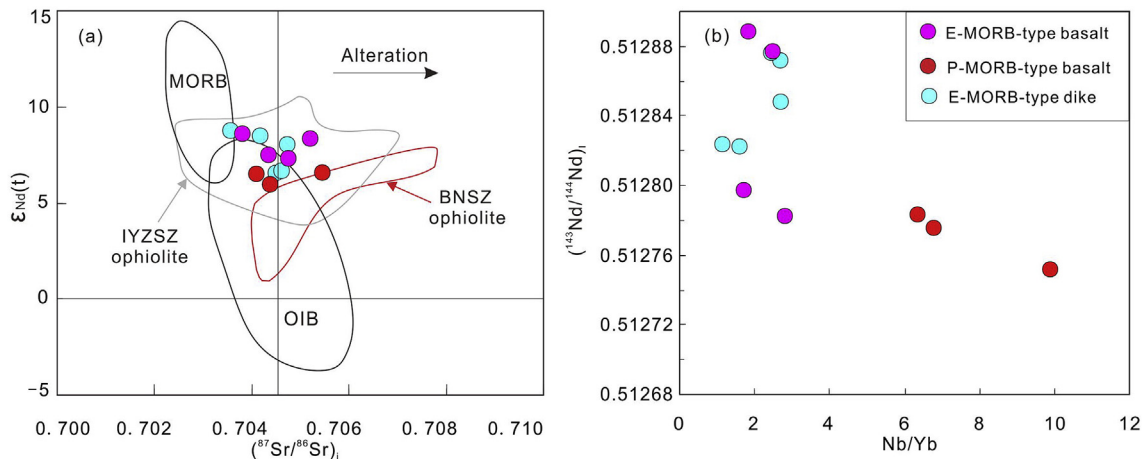 (a)
Alteration
MORB
IYZSZ
ophiolite
BNSZ
ophiolite
OIB
15
10
5
0
−5
εNd(t)
0.700
0.702
0.704
0.706
0.708
0.710
(⁸⁷Sr/⁸⁶Sr)ᵢ
(b)
E-MORB-type basalt
P-MORB-type basalt
E-MORB-type dike
0.51288
0.51284
0.51280
0.51276
0.51272
0.51268
(¹⁴³Nd/¹⁴⁴Nd)ᵢ
0
2
4
6
8
10
12
Nb/Yb